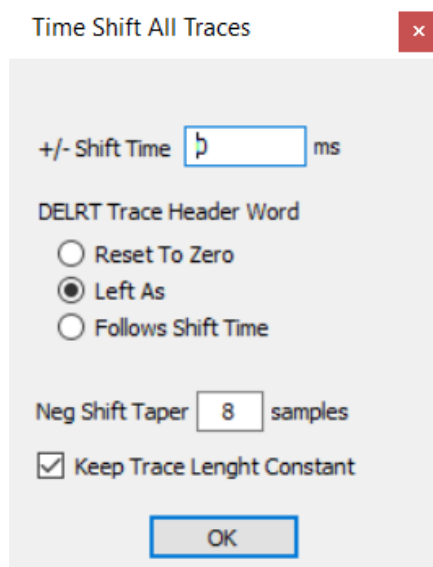 Time Shift All Traces
+/- Shift Time 0 ms
DELRT Trace Header Word
Reset To Zero
Left As
Follows Shift Time
Neg Shift Taper 8 samples
Keep Trace Lenght Constant
OK